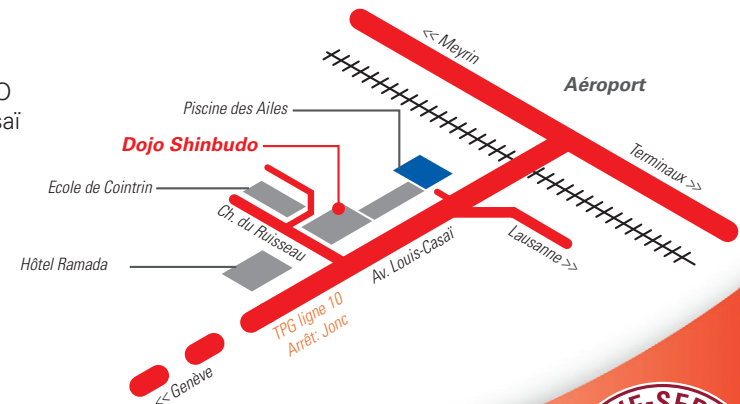 << Meyrin
Aéroport
Piscine des Ailes
Dojo Shinbudo
Terminaux >>
Ecole de Cointrin
Ch. du Ruisseau
Lausanne >>
Av. Louis-Casaï
Hôtel Ramada
TPG ligne 10
Arrêt: Jonc
<< Genève